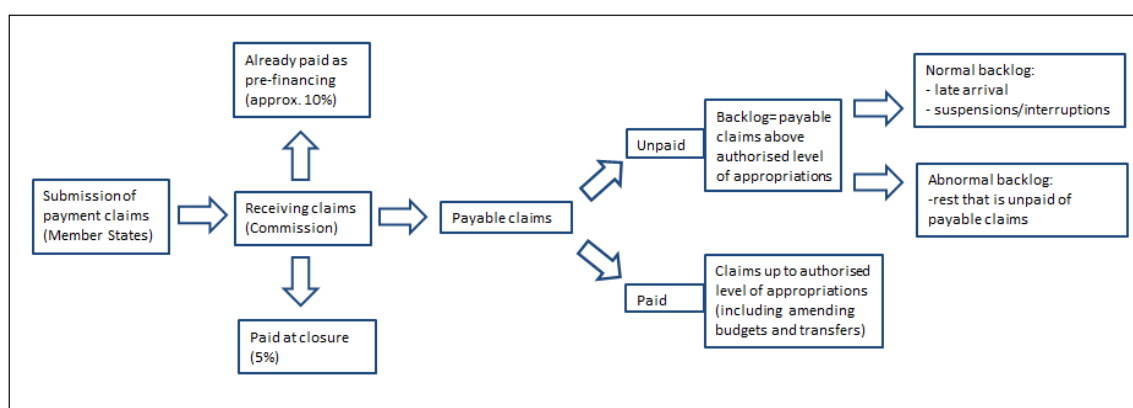 Already paid as
pre-financing
(approx. 10%)
Submission of
payment claims
(Member States)
Receiving claims
(Commission)
Paid at closure
(5%)
Payable claims
Unpaid
Backlog=payable
claims above
authorised level
of appropriations
Normal backlog:
- late arrival
- suspensions/interruptions
Abnormal backlog:
-rest that is unpaid of
payable claims
Paid
Claims up to authorised
level of appropriations
(including amending
budgets and transfers)